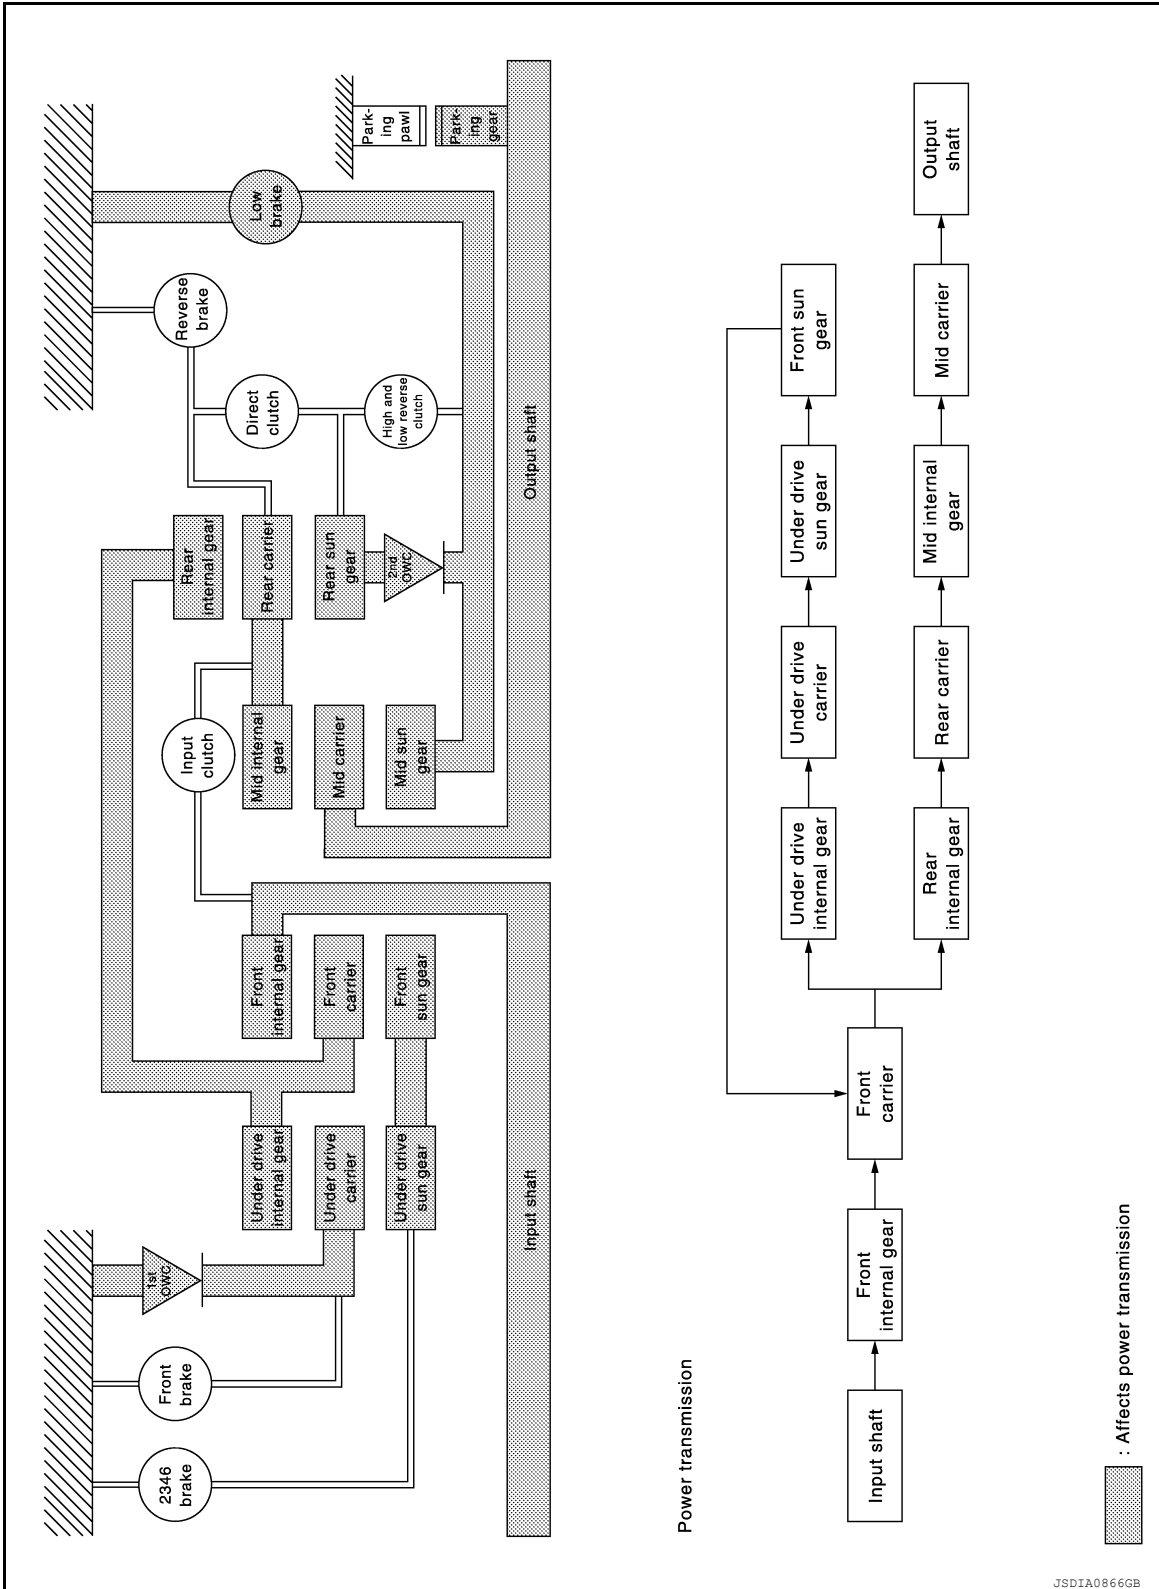 2346
brake
Front
brake
1st
OWC
Under drive
internal gear
Under drive
carrier
Under drive
sun gear
Front
internal gear
Front
carrier
Front
sun gear
Input
clutch
Mid internal
gear
Mid carrier
Mid sun
gear
Rear
internal gear
Rear carrier
Rear sun
gear
2nd
OWC
Direct
clutch
High and
low reverse
clutch
Reverse
brake
Low
brake
Park-
ing
pawl
Park-
ing
gear
Input shaft
Output shaft
Power transmission
Input shaft
Front
internal gear
Front
carrier
Under drive
internal gear
Under drive
carrier
Under drive
sun gear
Front sun
gear
Rear
internal gear
Rear carrier
Mid internal
gear
Mid carrier
Output
shaft
: Affects power transmission
JSDIA0866GB